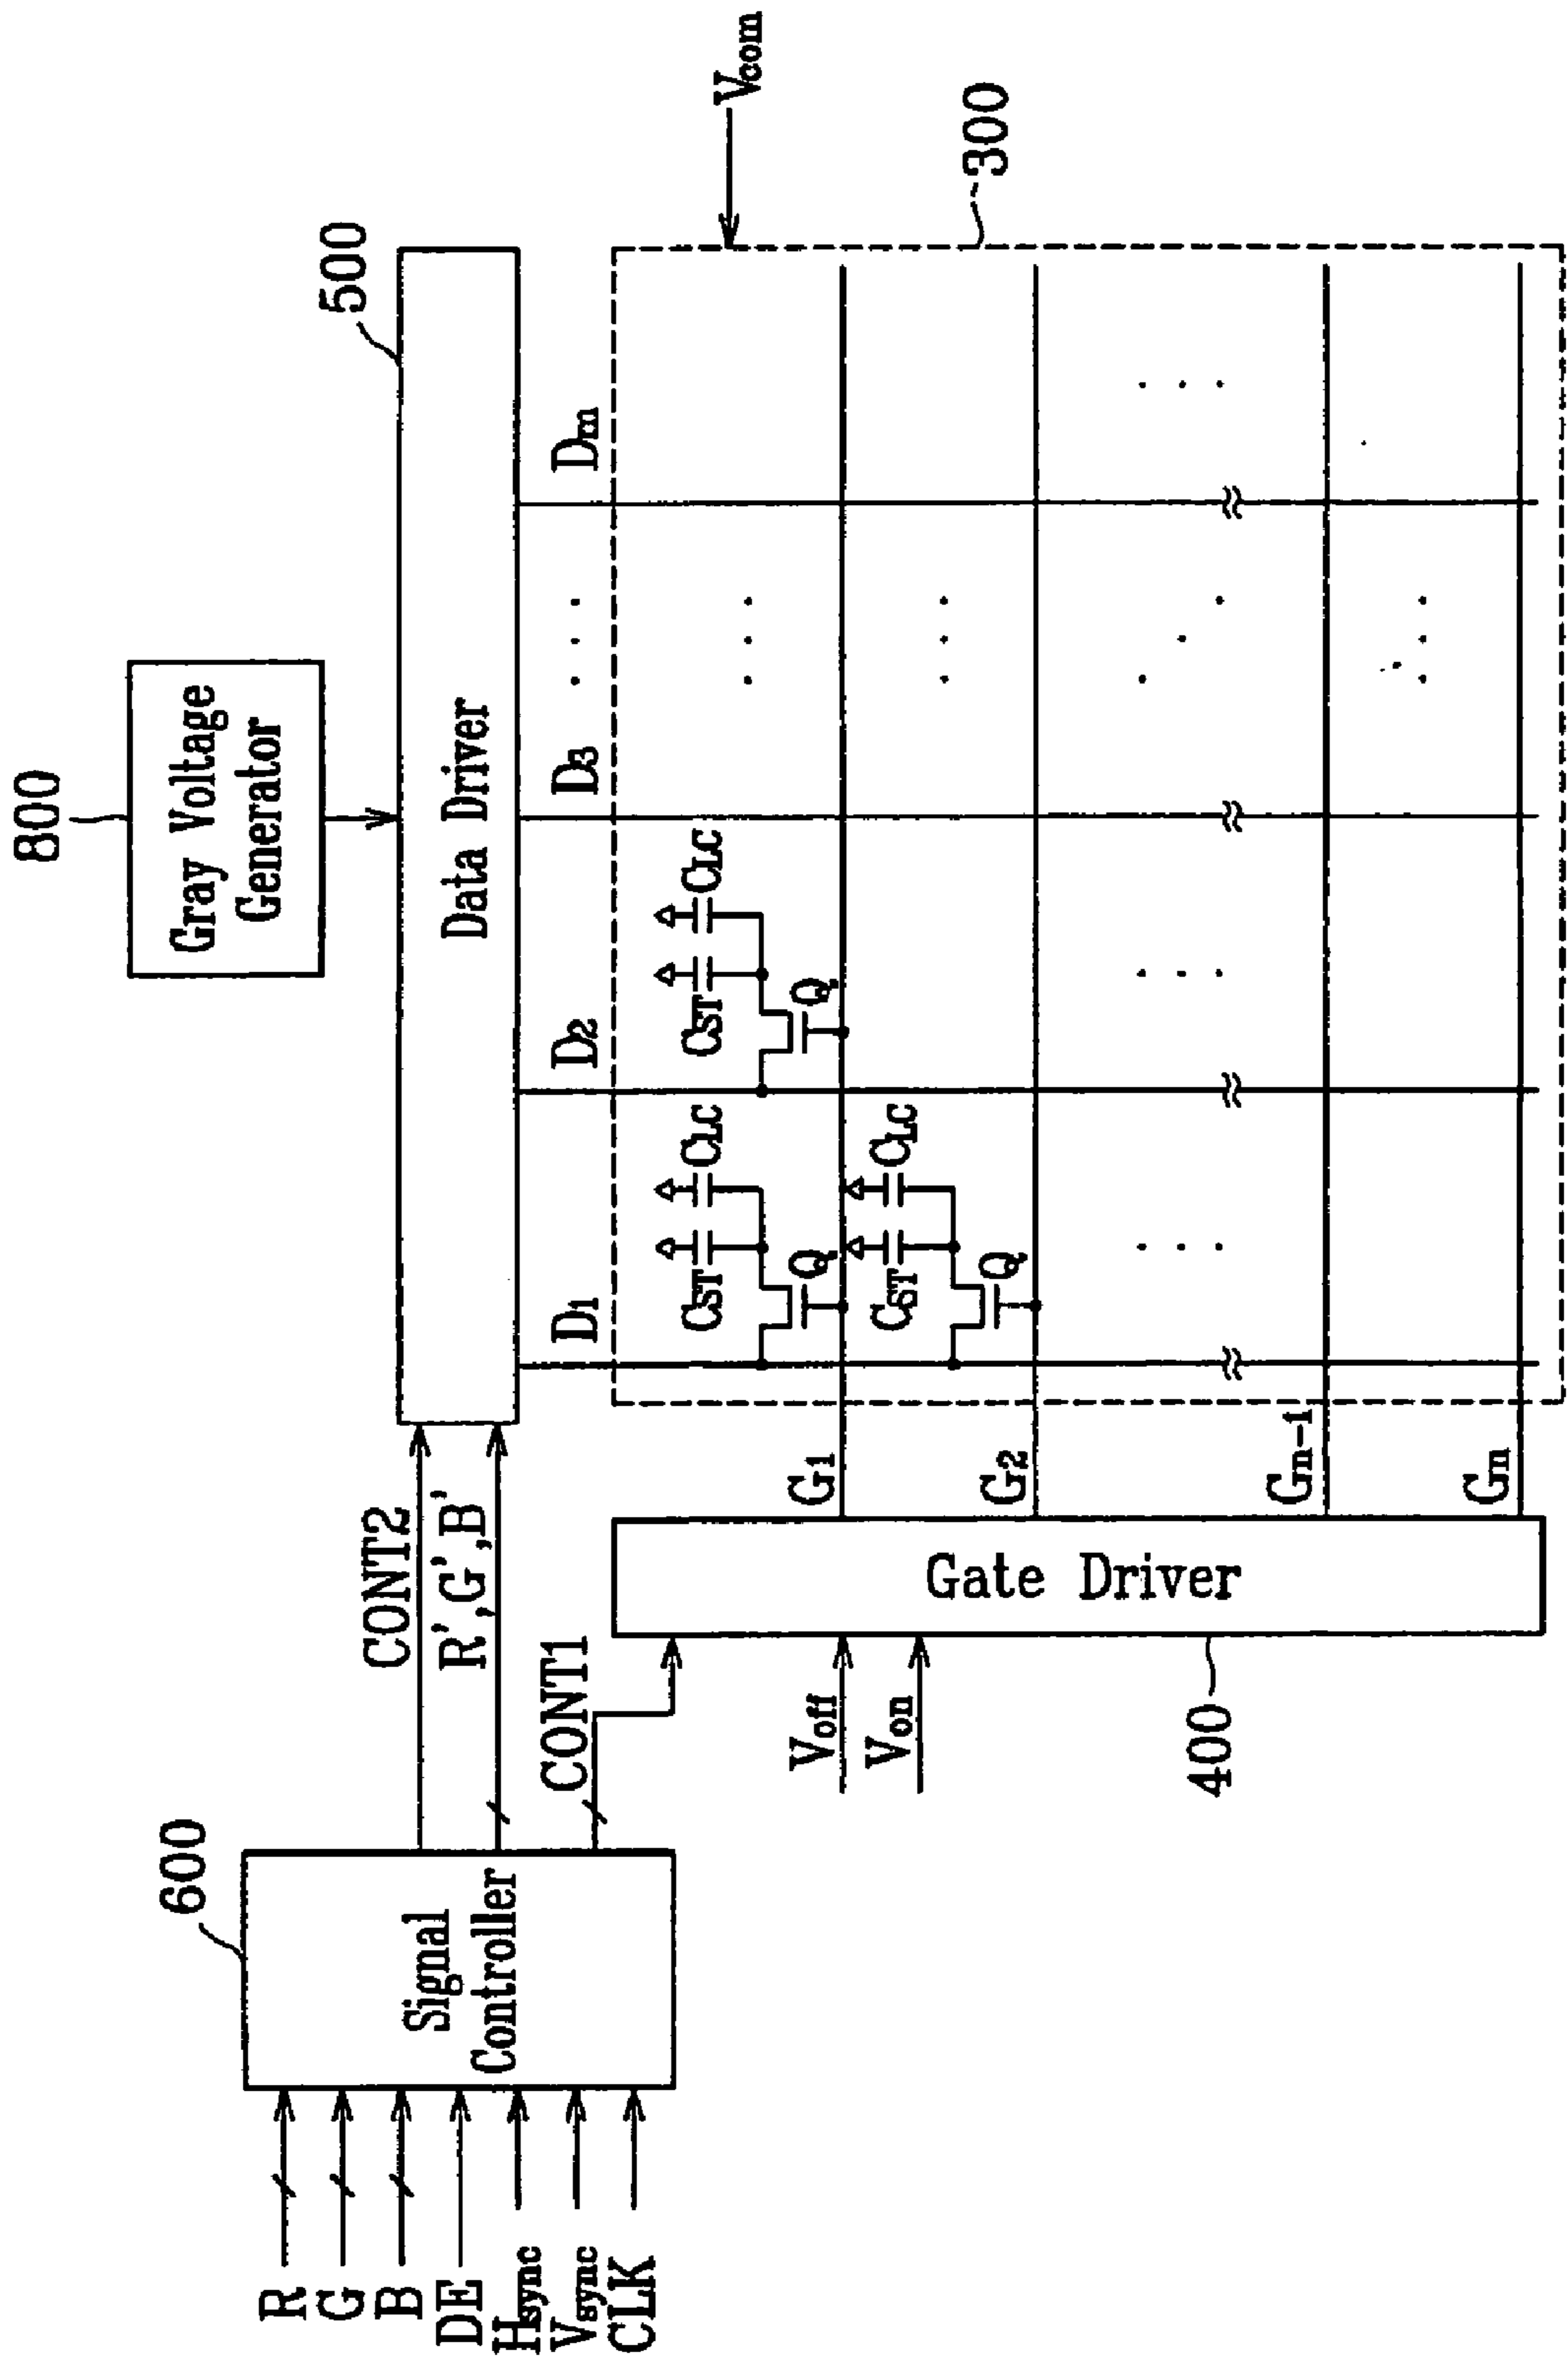 800
Gray Voltage
Generator
500
Data Driver
600
Signal
Controller
R
G
B
DE
Hsync
Vsync
CLK
CONT2
R',G',B'
CONT1
D1
D2
D3
Dm
Vcom
300
CST
CLC
Q
CST
CLC
Q
CST
CLC
Q
G1
G2
Gn-1
Gn
Gate Driver
Voff
Von
400